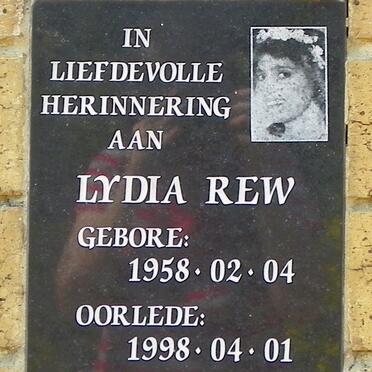 IN
LIEFDEVOLLE
HERINNERING
AAN
LYDIA REW
GEBORE:
1958 · 02 · 04
OORLEDE:
1998 · 04 · 01